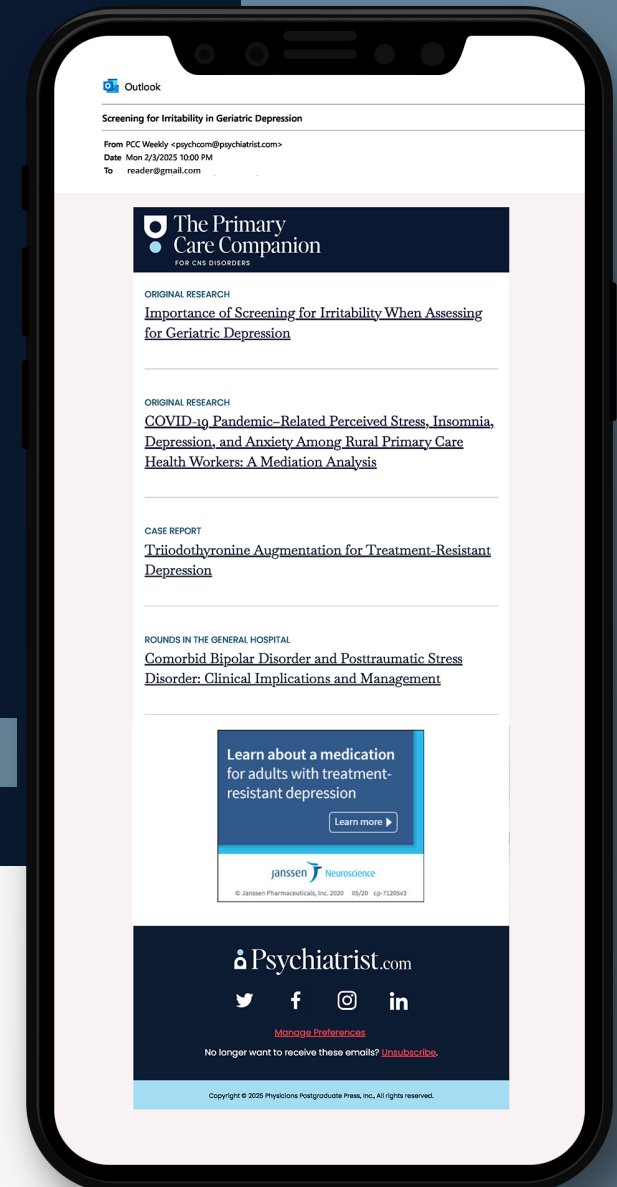 Outlook
Screening for Irritability in Geriatric Depression
From PCC Weekly <psychcom@psychiatrist.com>
Date Mon 2/3/2025 10:00 PM
To reader@gmail.com
The Primary
Care Companion
FOR CNS DISORDERS
ORIGINAL RESEARCH
Importance of Screening for Irritability When Assessing
for Geriatric Depression
ORIGINAL RESEARCH
COVID-19 Pandemic–Related Perceived Stress, Insomnia,
Depression, and Anxiety Among Rural Primary Care
Health Workers: A Mediation Analysis
CASE REPORT
Triiodothyronine Augmentation for Treatment-Resistant
Depression
ROUNDS IN THE GENERAL HOSPITAL
Comorbid Bipolar Disorder and Posttraumatic Stress
Disorder: Clinical Implications and Management
Learn about a medication
for adults with treatment-
resistant depression
Learn more
janssen Neuroscience
© Janssen Pharmaceuticals, Inc. 2020 05/20 cp-71205v3
Psychiatrist.com
Manage Preferences
No longer want to receive these emails? Unsubscribe.
Copyright © 2025 Physicians Postgraduate Press, Inc., All rights reserved.